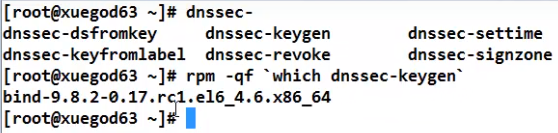 [root@xuegod63 ~]# dnssec-
dnssec-dsfromkey dnssec-keygen dnssec-settime
dnssec-keyfromlabel dnssec-revoke dnssec-signzone
[root@xuegod63 ~]# rpm -qf `which dnssec-keygen`
bind-9.8.2-0.17.rc1.el6_4.6.x86_64
[root@xuegod63 ~]#